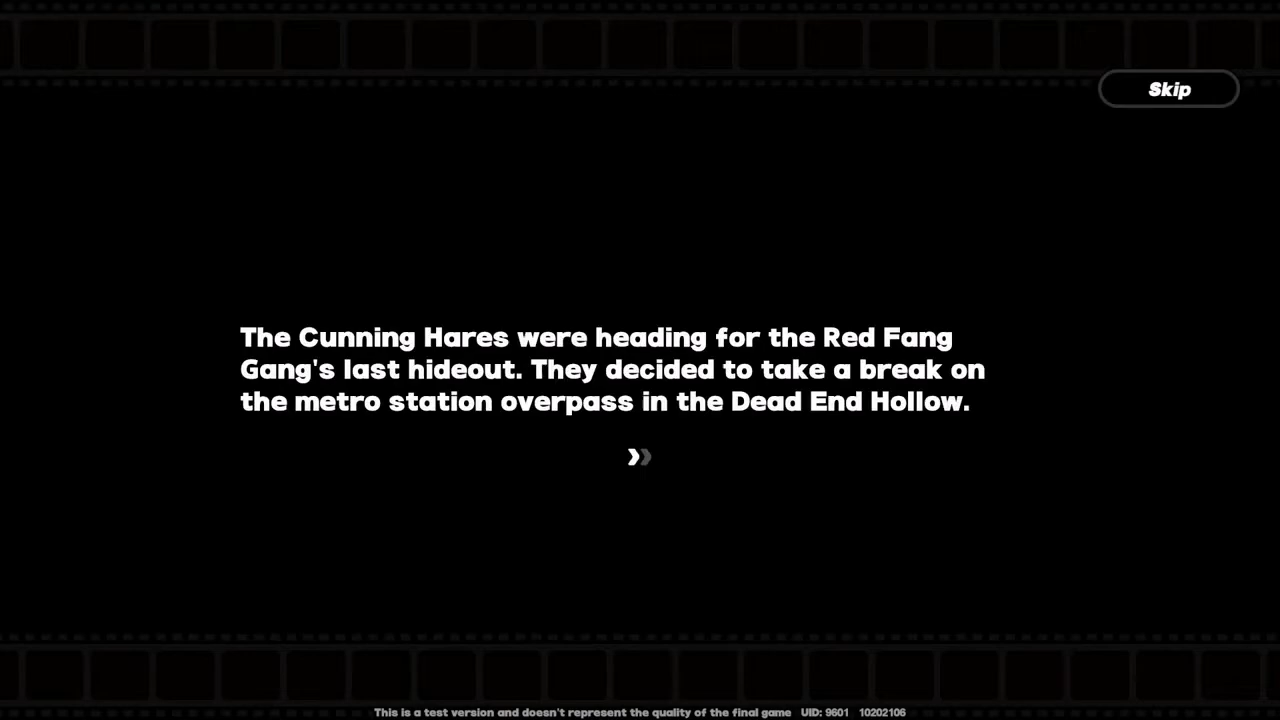 Skip
The Cunning Hares were heading for the Red Fang
Gang's last hideout. They decided to take a break on
the metro station overpass in the Dead End Hollow.
This is a test version and doesn't represent the quality of the final game UID: 9601 10202106